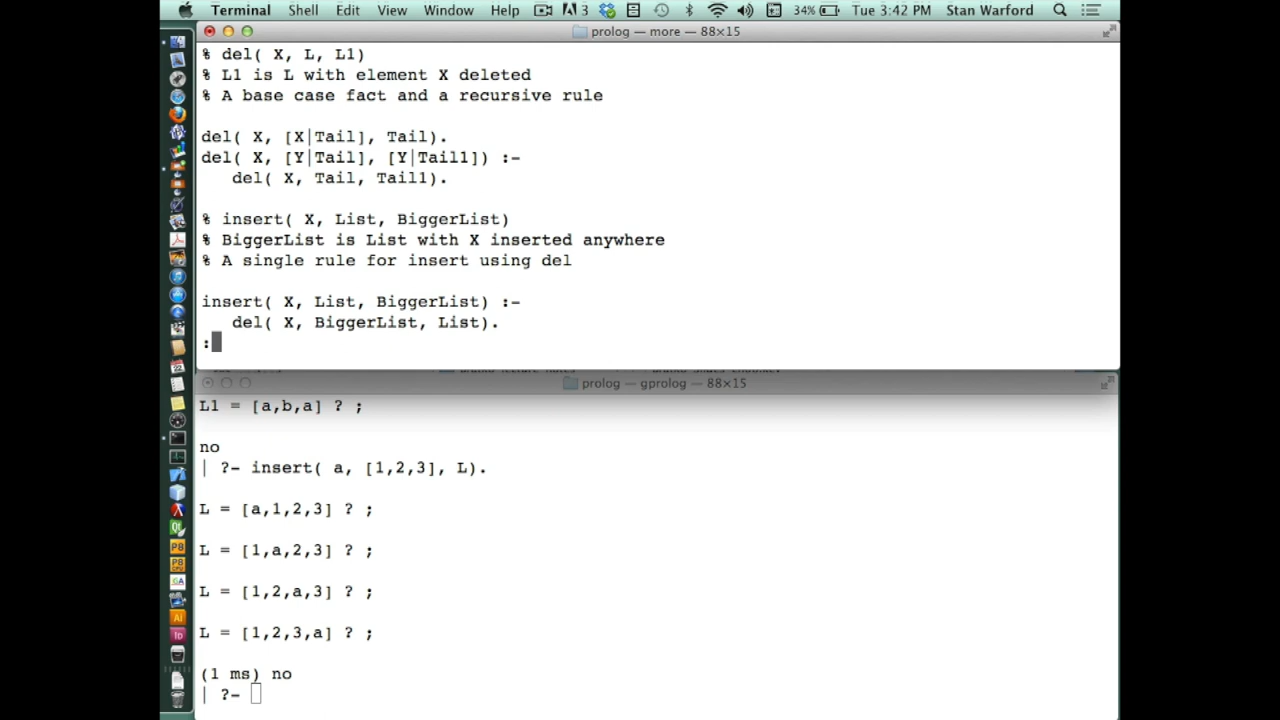 Terminal Shell Edit View Window Help 3 34% Tue 3:42 PM Stan Warford
prolog — more — 88×15
% del( X, L, L1)
% L1 is L with element X deleted
% A base case fact and a recursive rule
del( X, [X|Tail], Tail).
del( X, [Y|Tail], [Y|Tail1]) :-
del( X, Tail, Tail1).
% insert( X, List, BiggerList)
% BiggerList is List with X inserted anywhere
% A single rule for insert using del
insert( X, List, BiggerList) :-
del( X, BiggerList, List).
:
prolog — gprolog — 88×15
L1 = [a,b,a] ? ;
no
| ?- insert( a, [1,2,3], L).
L = [a,1,2,3] ? ;
L = [1,a,2,3] ? ;
L = [1,2,a,3] ? ;
L = [1,2,3,a] ? ;
(1 ms) no
| ?-